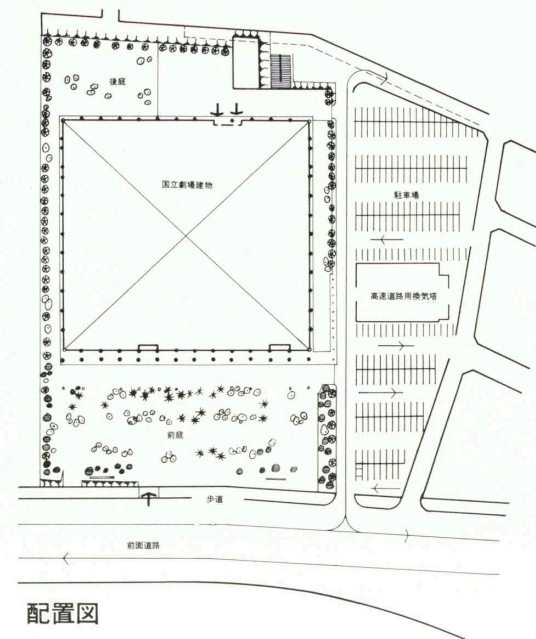 後庭
国立劇場建物
駐車場
高速道路用換気塔
前庭
歩道
前面道路
配置図